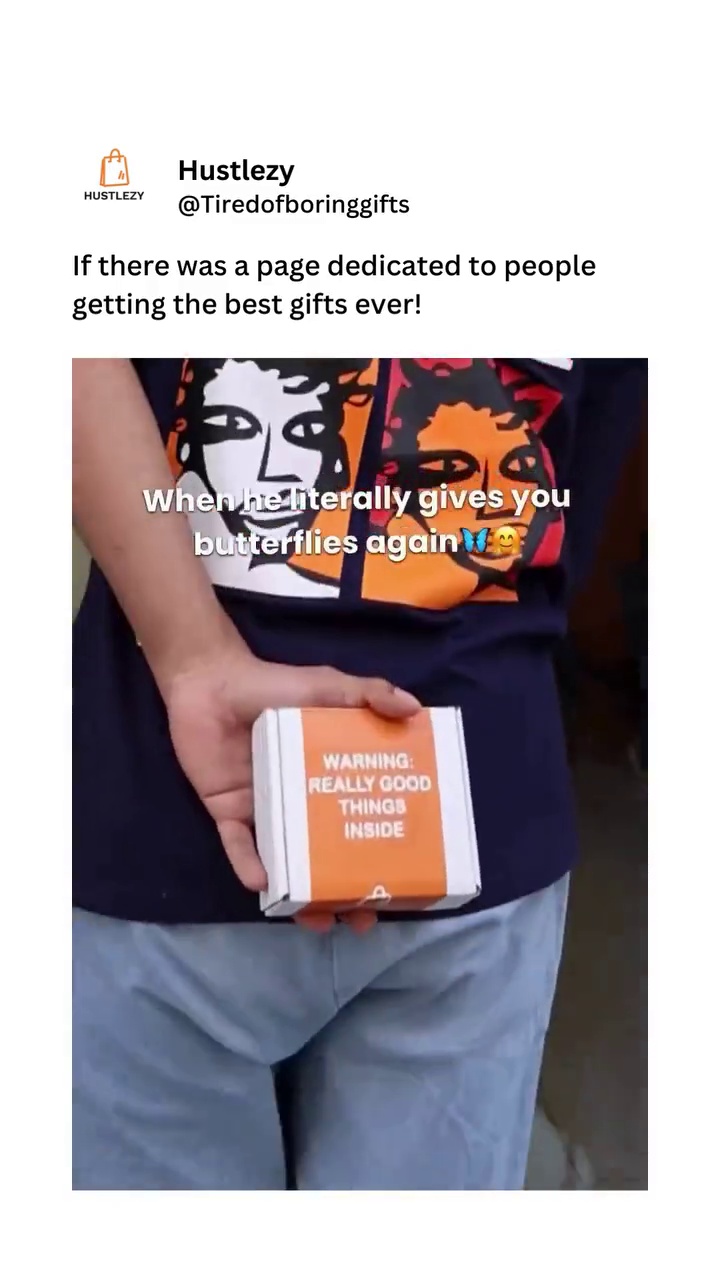 HUSTLEZY
Hustlezy
@Tiredofboringgifts
If there was a page dedicated to people
getting the best gifts ever!
When he literally gives you
butterflies again🦋🤗
WARNING:
REALLY GOOD
THINGS
INSIDE